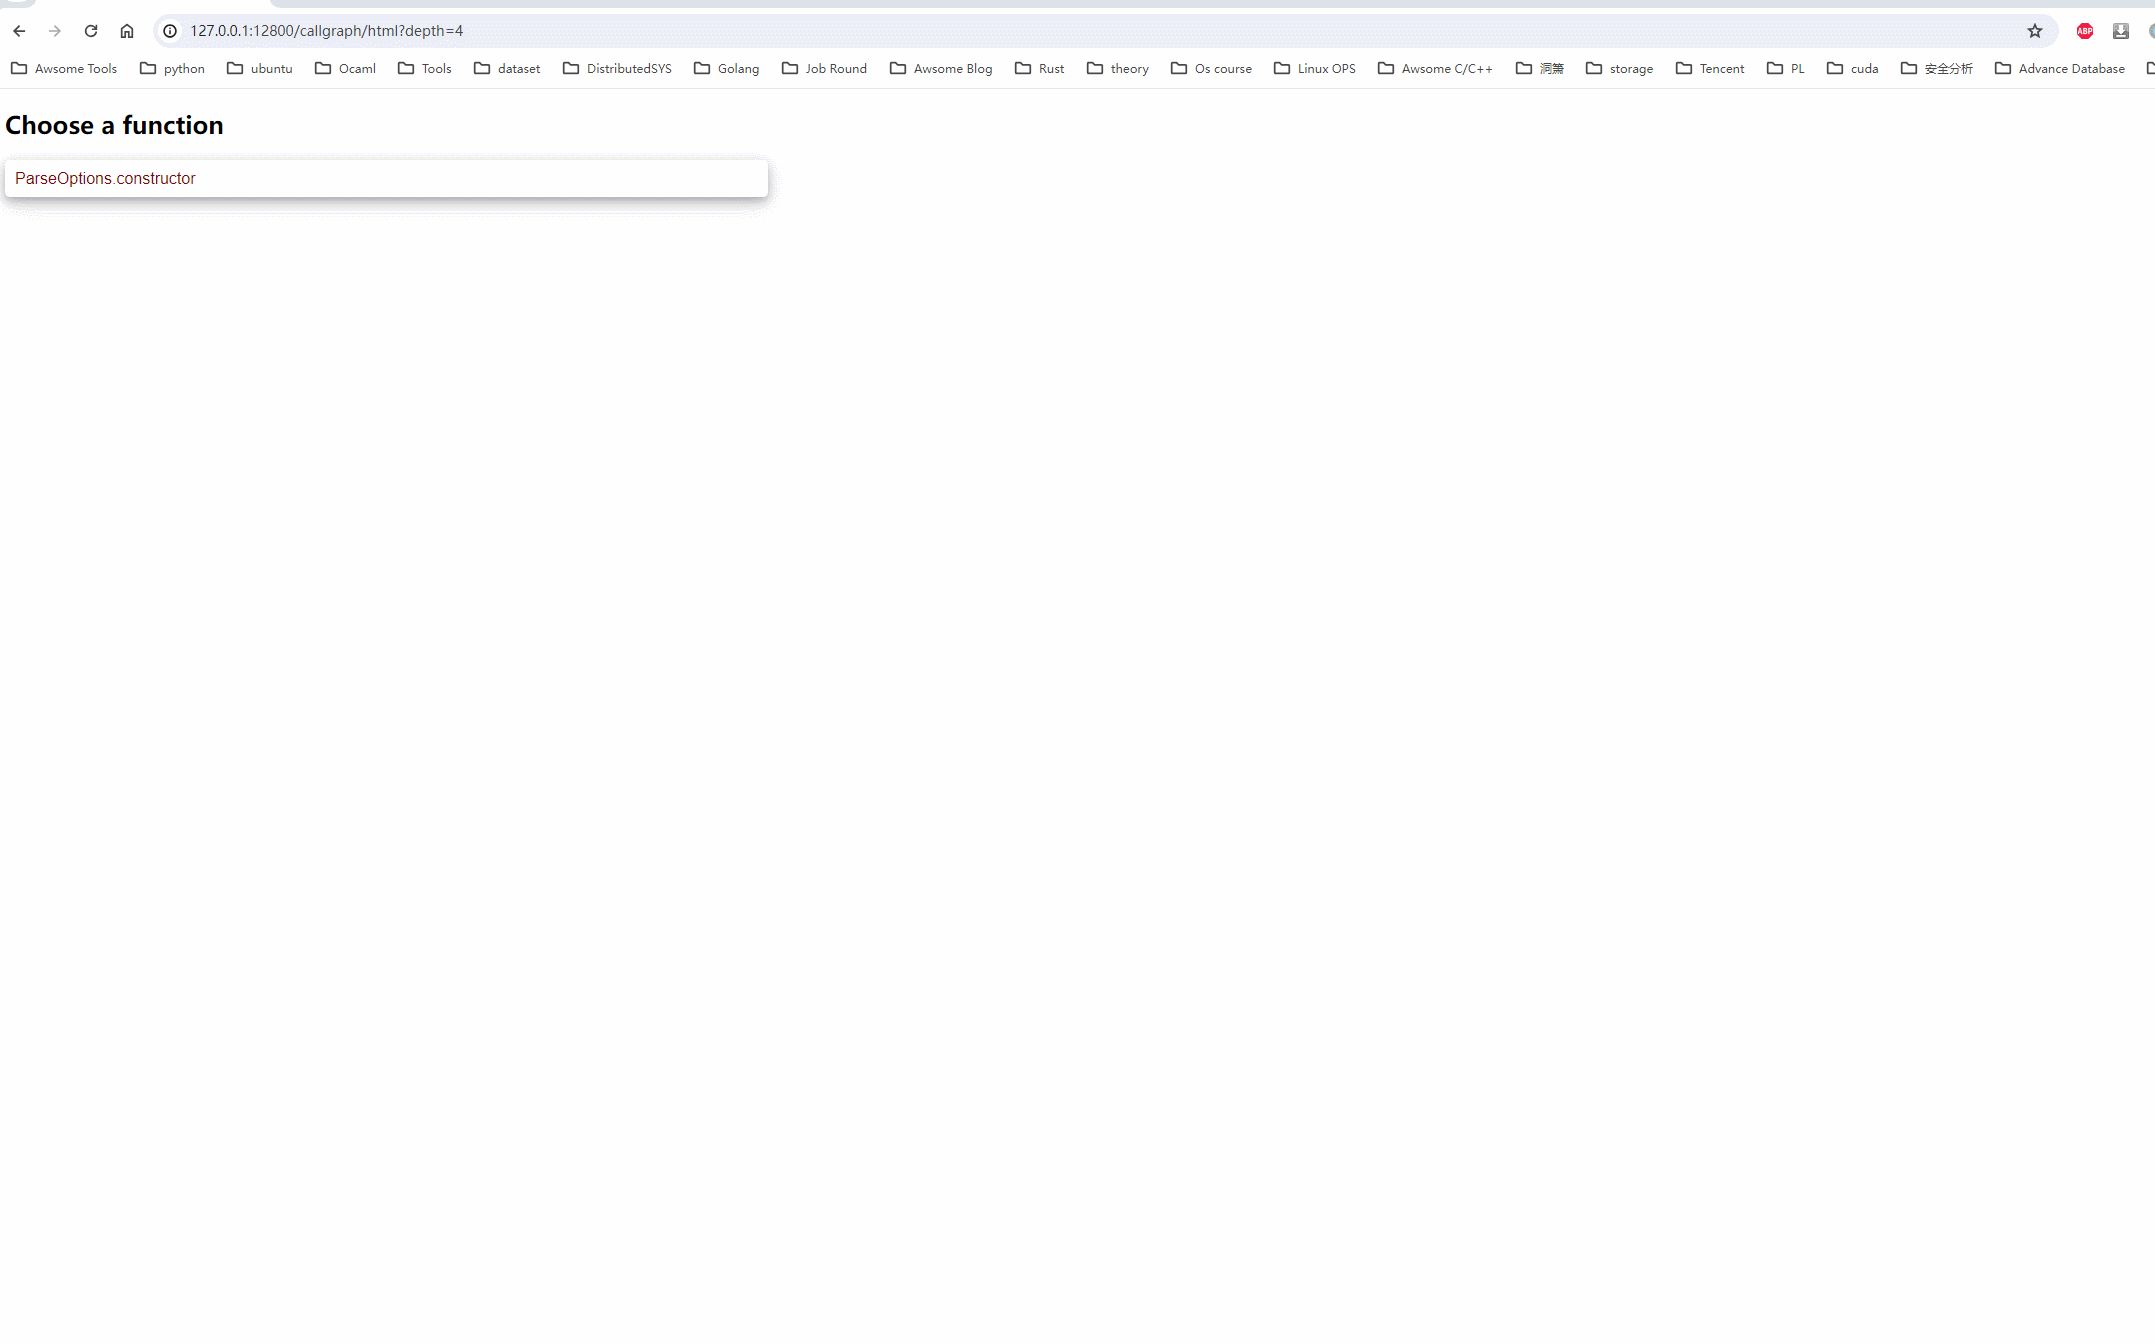 127.0.0.1:12800/callgraph/html?depth=4
ABP
Awsome Tools python ubuntu Ocaml Tools dataset DistributedSYS Golang Job Round Awsome Blog Rust theory Os course Linux OPS Awsome C/C++ 洞箫 storage Tencent PL cuda 安全分析 Advance Database
Choose a function
ParseOptions.constructor